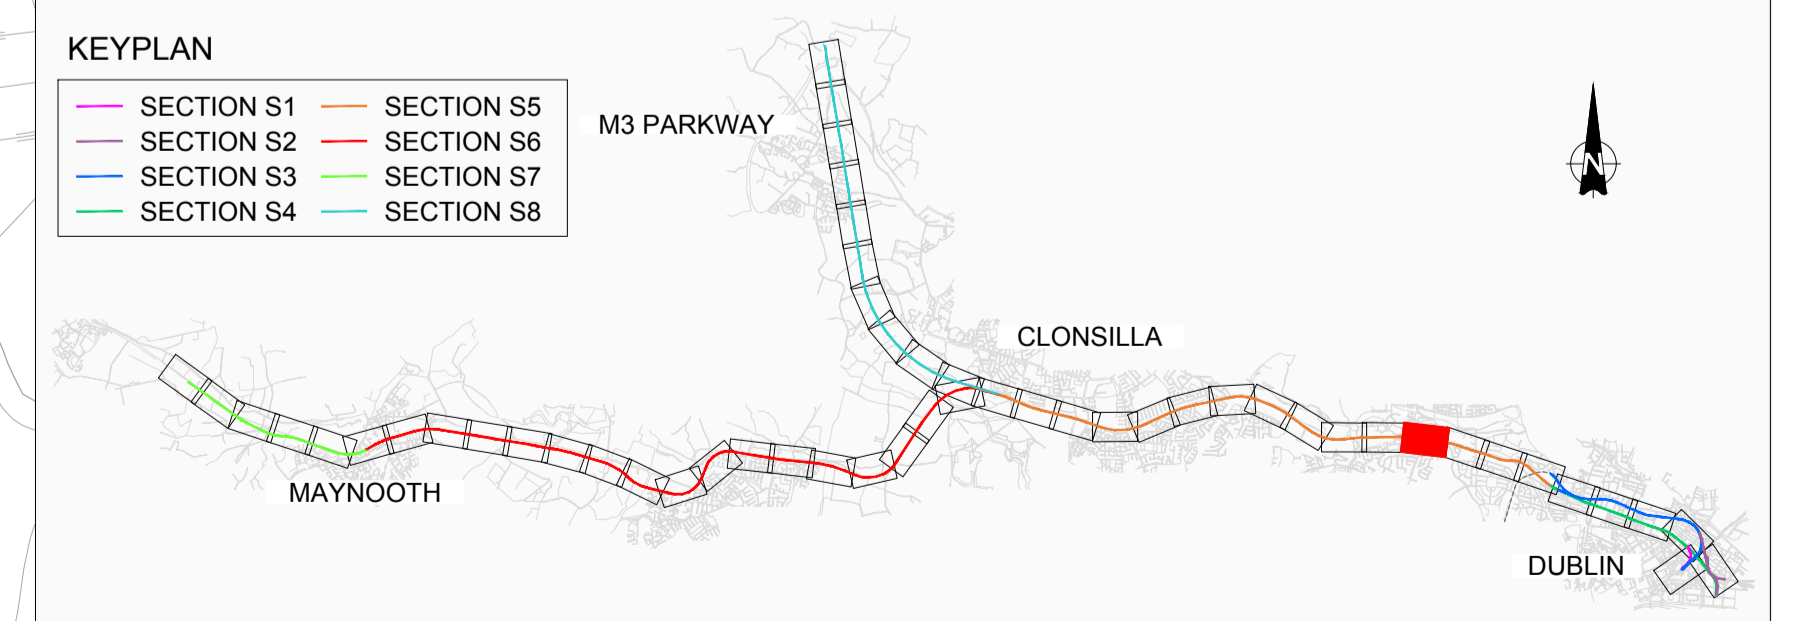 KEYPLAN
SECTION S1 SECTION S5
SECTION S2 SECTION S6
SECTION S3 SECTION S7
SECTION S4 SECTION S8
M3 PARKWAY
N
CLONSILLA
MAYNOOTH
DUBLIN